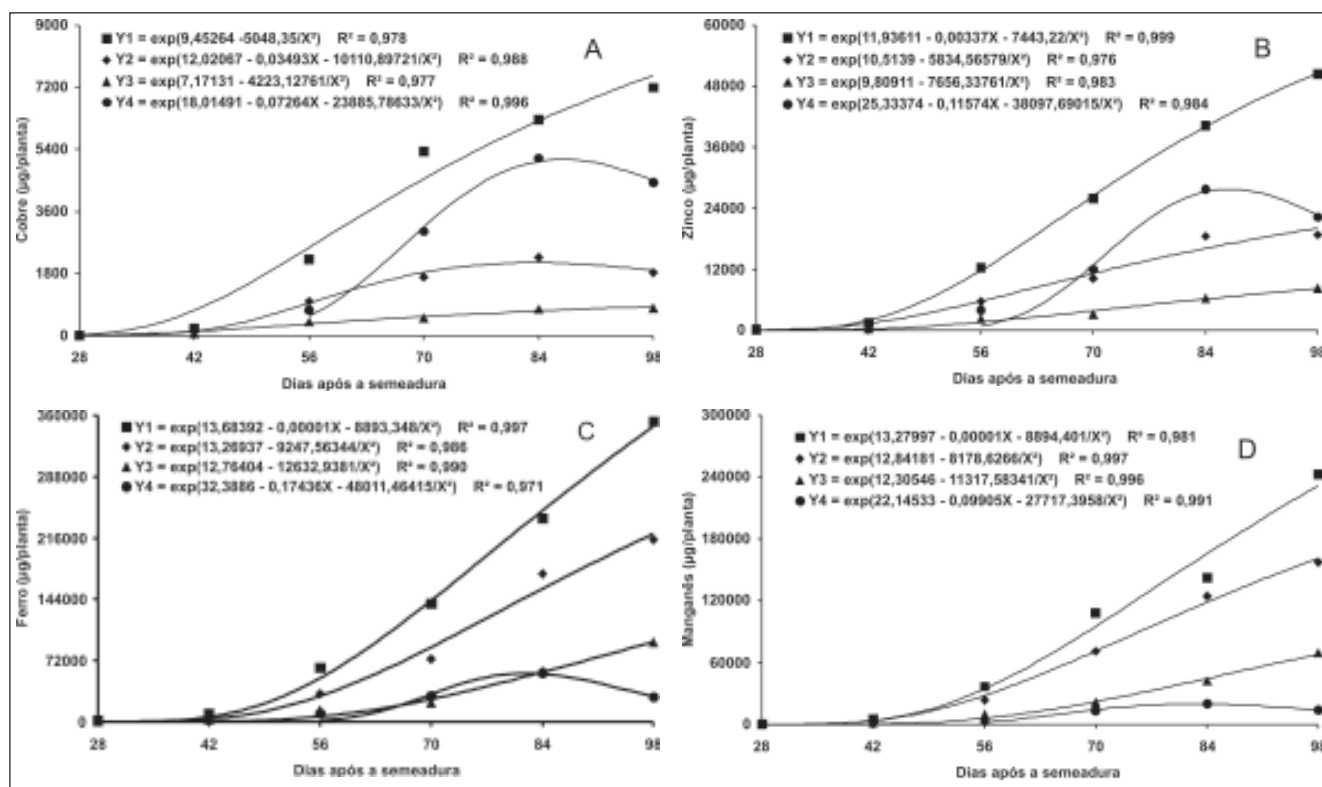 A
Y1 = exp(9,45264 -5048,35/X²) R² = 0,978
Y2 = exp(12,02067 - 0,03493X - 10110,89721/X²) R² = 0,988
Y3 = exp(7,17131 - 4223,12761/X²) R² = 0,977
Y4 = exp(18,01491 - 0,07264X - 23885,78633/X²) R² = 0,996
Cobre (µg/planta)
9000
7200
5400
3600
1800
0
28 42 56 70 84 98
Dias após a semeadura
B
Y1 = exp(11,93611 - 0,00337X - 7443,22/X²) R² = 0,999
Y2 = exp(10,5139 - 5834,56579/X²) R² = 0,976
Y3 = exp(9,80911 - 7656,33761/X²) R² = 0,983
Y4 = exp(25,33374 - 0,11574X - 38097,69015/X²) R² = 0,984
Zinco (µg/planta)
60000
48000
36000
24000
12000
0
28 42 56 70 84 98
Dias após a semeadura
C
Y1 = exp(13,68392 - 0,00001X - 8893,348/X²) R² = 0,997
Y2 = exp(13,26937 - 9247,56344/X²) R² = 0,986
Y3 = exp(12,76404 - 12632,9381/X²) R² = 0,990
Y4 = exp(32,3886 - 0,17436X - 48011,46415/X²) R² = 0,971
Ferro (µg/planta)
360000
288000
216000
144000
72000
0
28 42 56 70 84 98
Dias após a semeadura
D
Y1 = exp(13,27997 - 0,00001X - 8894,401/X²) R² = 0,981
Y2 = exp(12,84181 - 8178,6266/X²) R² = 0,997
Y3 = exp(12,30546 - 11317,58341/X²) R² = 0,996
Y4 = exp(22,14533 - 0,09905X - 27717,3958/X²) R² = 0,991
Manganês (µg/planta)
300000
240000
180000
120000
60000
0
28 42 56 70 84 98
Dias após a semeadura